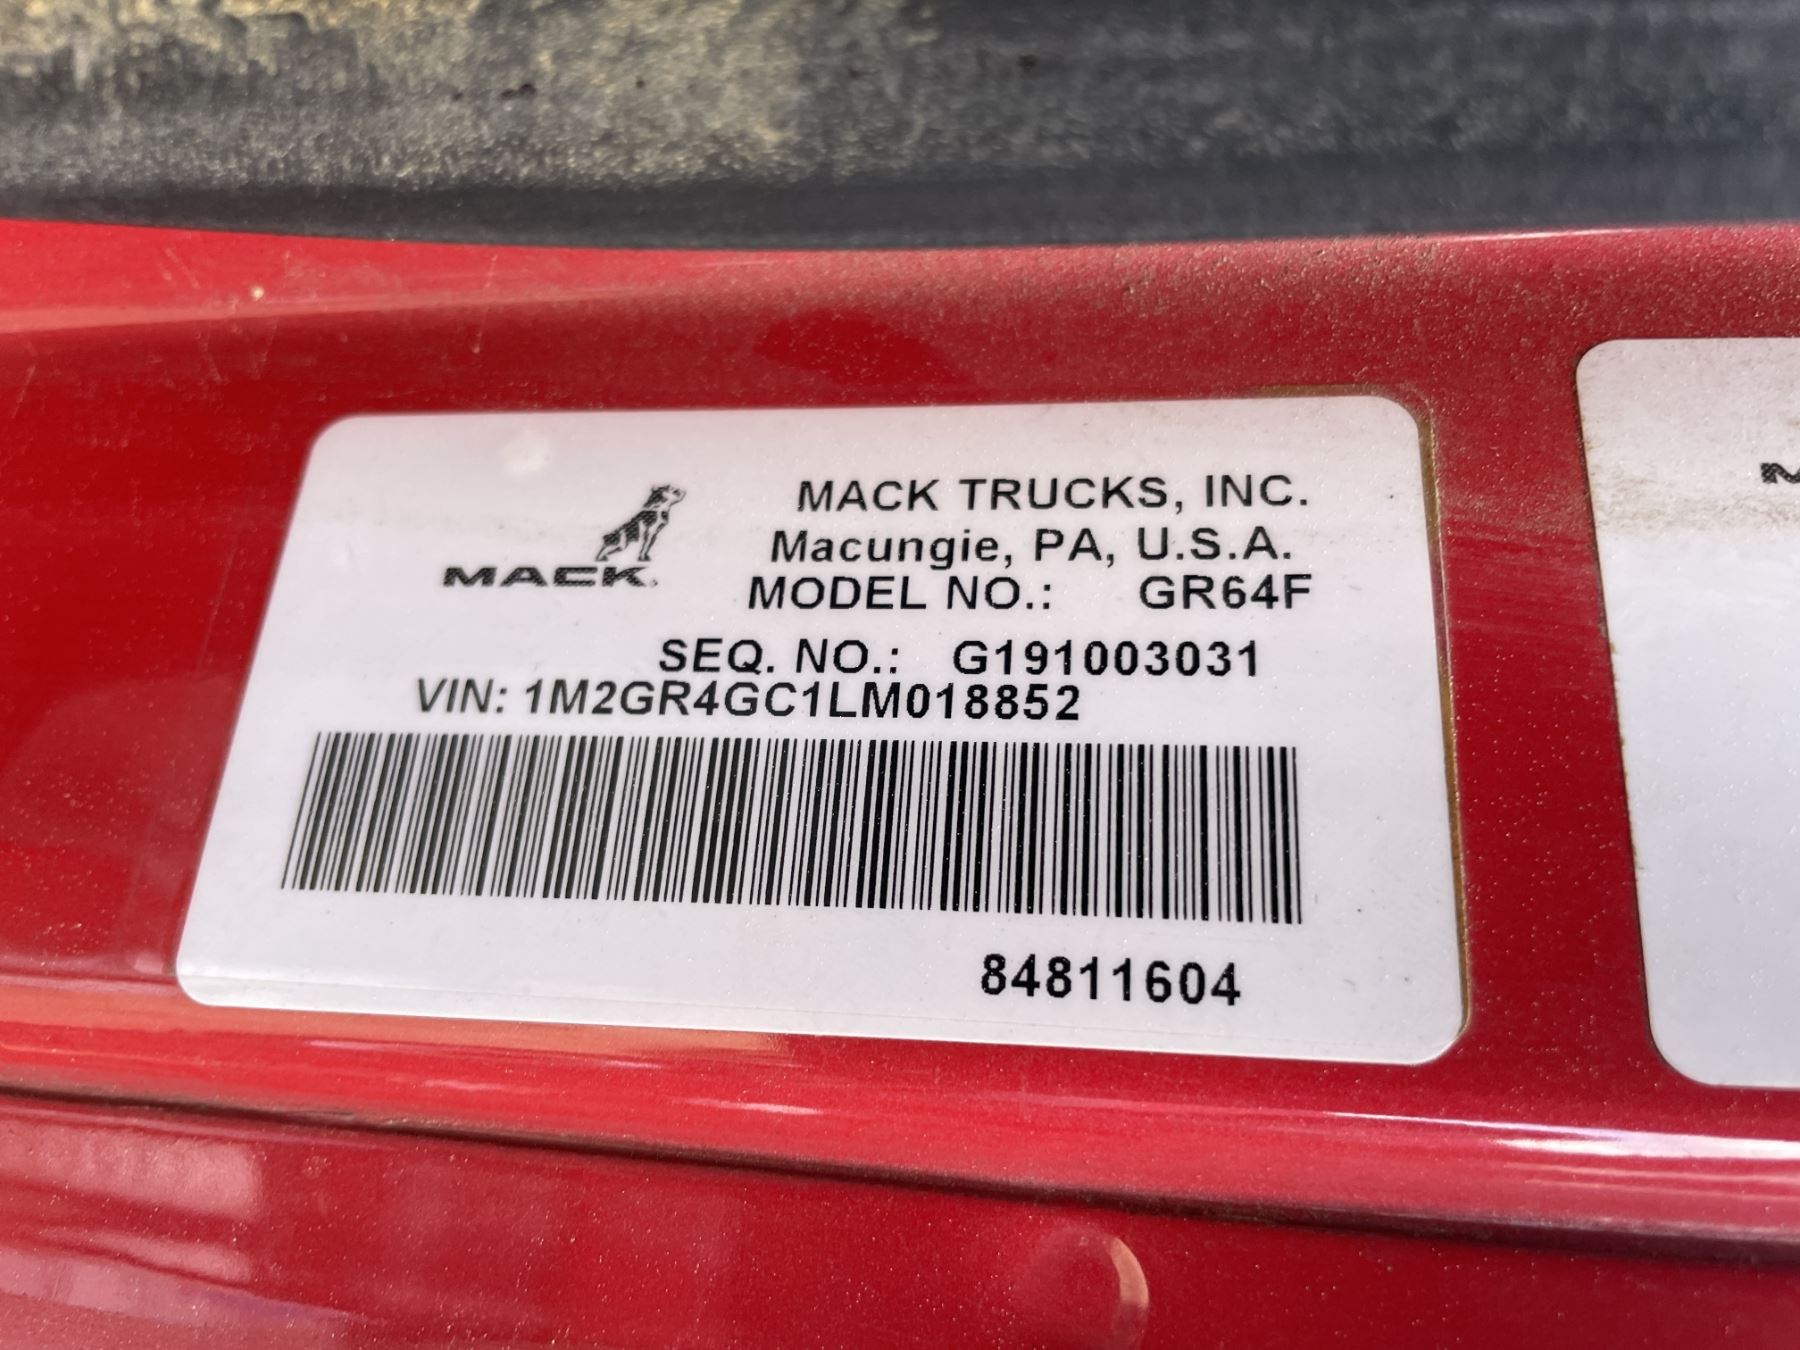 MACK
MACK TRUCKS, INC.
Macungie, PA, U.S.A.
MODEL NO.: GR64F
SEQ. NO.: G191003031
VIN: 1M2GR4GC1LM018852
84811604